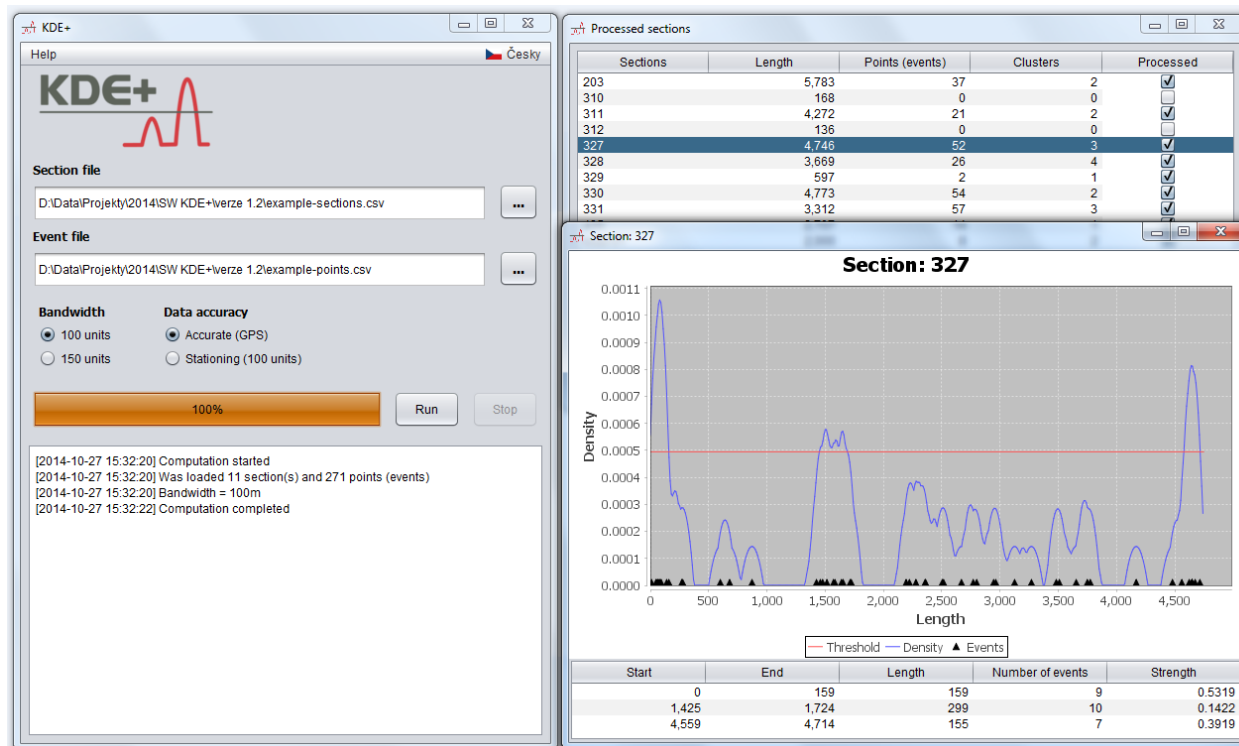 KDE+
Help Česky
KDE+
Section file
D:\Data\Projekty\2014\SW KDE+\verze 1.2\example-sections.csv ...
Event file
D:\Data\Projekty\2014\SW KDE+\verze 1.2\example-points.csv ...
Bandwidth Data accuracy
100 units Accurate (GPS)
150 units Stationing (100 units)
100% Run Stop
[2014-10-27 15:32:20] Computation started
[2014-10-27 15:32:20] Was loaded 11 section(s) and 271 points (events)
[2014-10-27 15:32:20] Bandwidth = 100m
[2014-10-27 15:32:22] Computation completed
Processed sections
Sections Length Points (events) Clusters Processed
203 5,783 37 2
310 168 0 0
311 4,272 21 2
312 136 0 0
327 4,746 52 3
328 3,669 26 4
329 597 2 1
330 4,773 54 2
331 3,312 57 3
Section: 327
Section: 327
0.0011
0.0010
0.0009
0.0008
0.0007
0.0006
0.0005
0.0004
0.0003
0.0002
0.0001
0.0000
Density
0 500 1,000 1,500 2,000 2,500 3,000 3,500 4,000 4,500
Length
Threshold Density Events
Start End Length Number of events Strength
0 159 159 9 0.5319
1,425 1,724 299 10 0.1422
4,559 4,714 155 7 0.3919